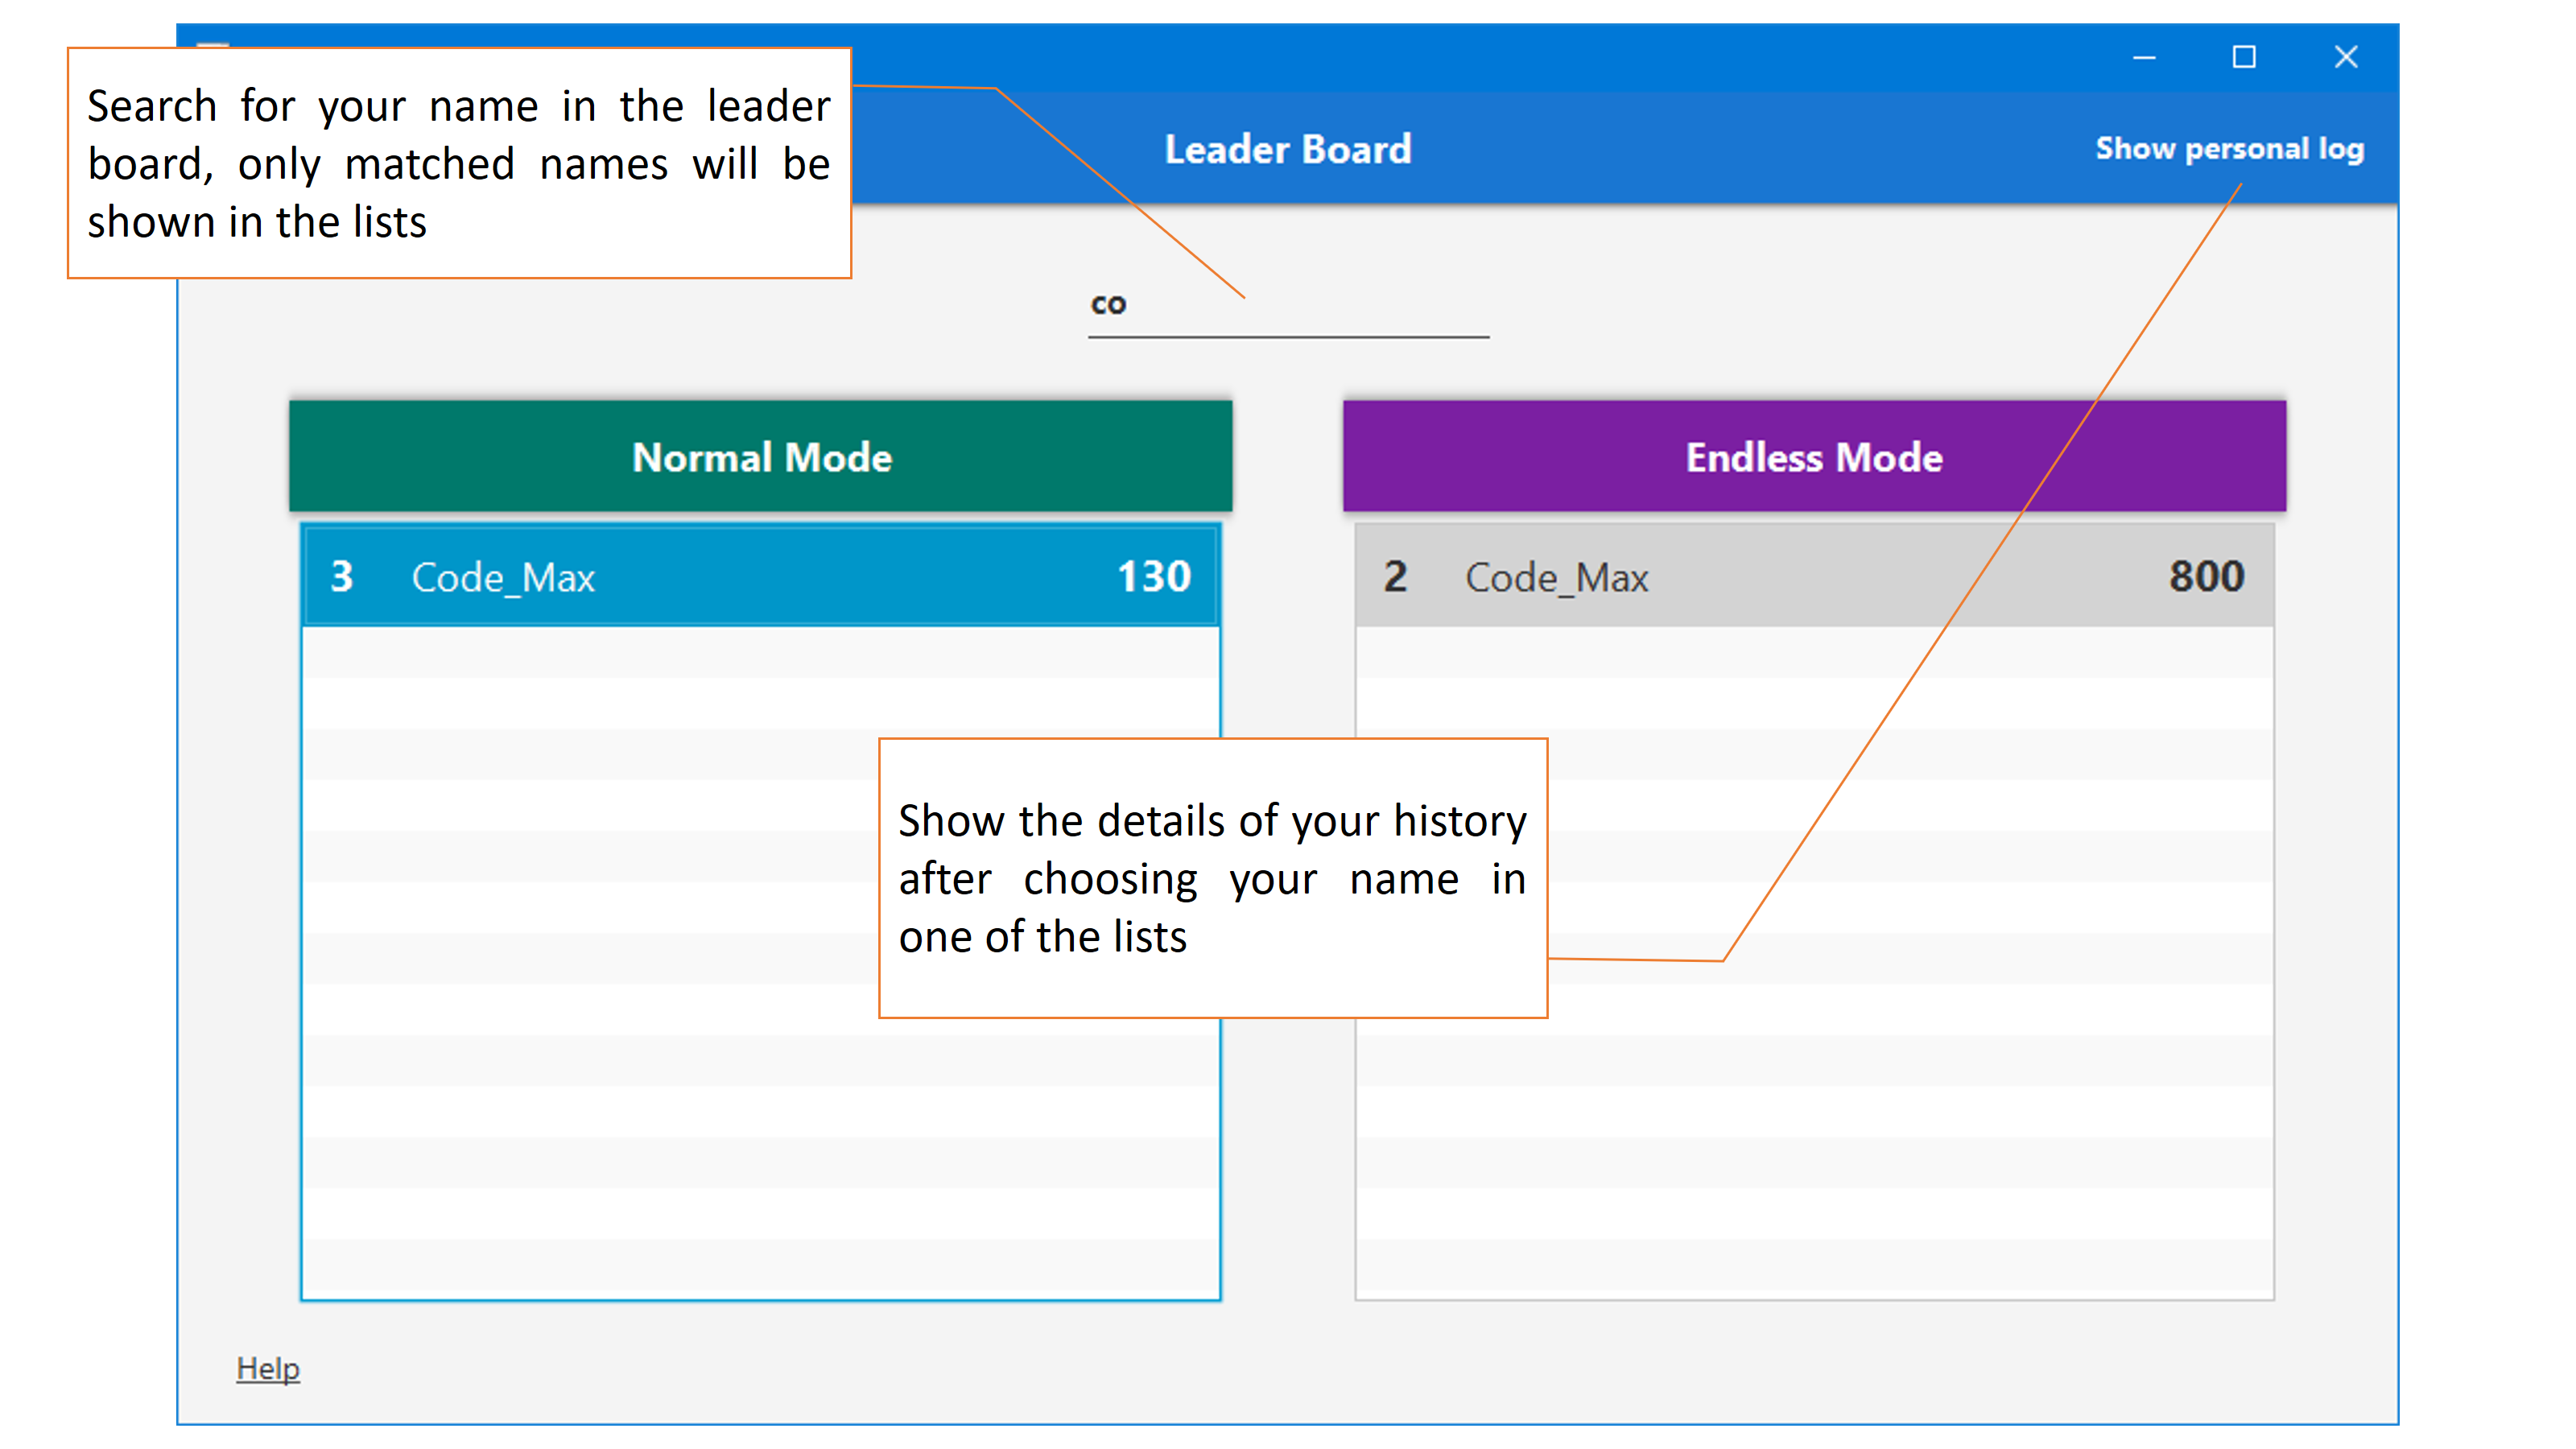 Search for your name in the leader
board, only matched names will be
shown in the lists
Leader Board
Show personal log
co
Normal Mode
Endless Mode
3 Code_Max 130
2 Code_Max 800
Show the details of your history
after choosing your name in
one of the lists
Help